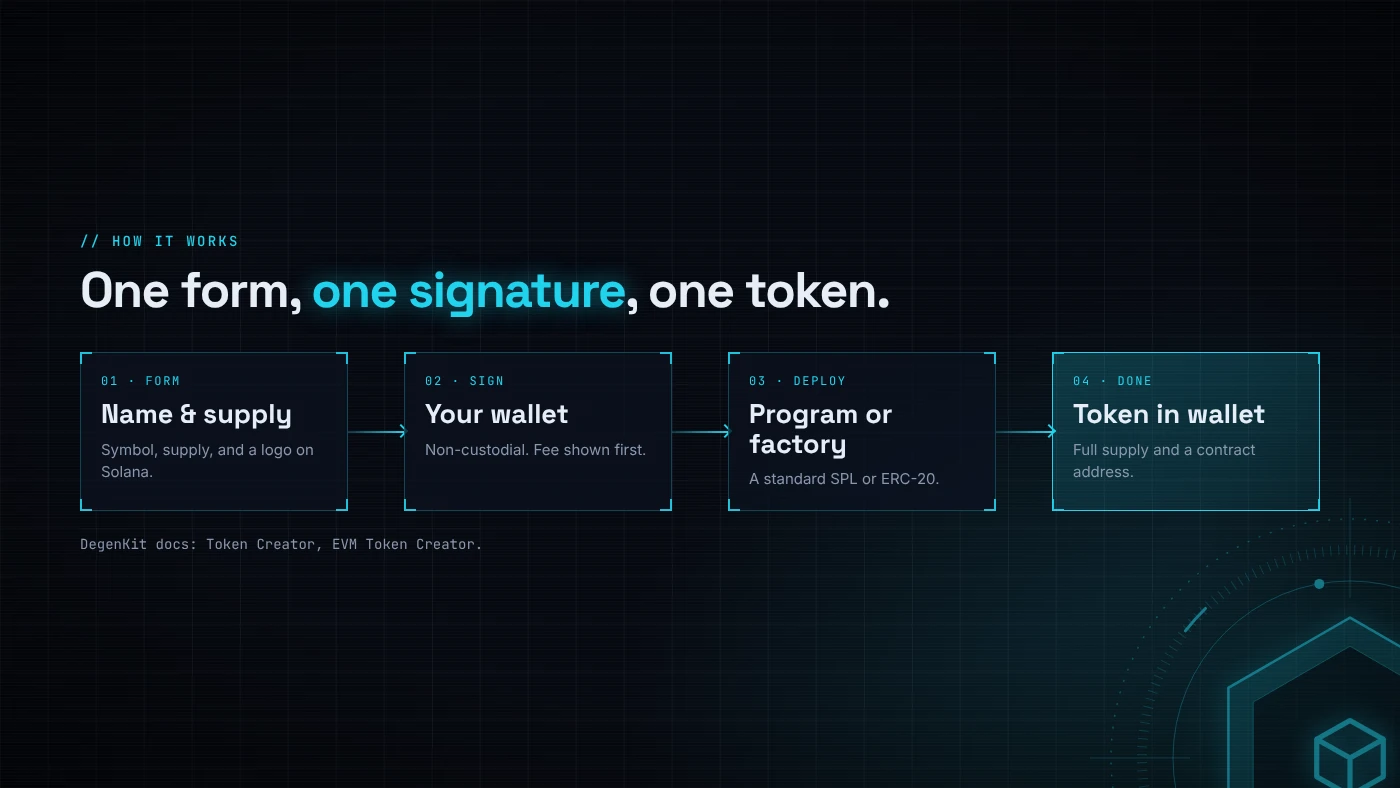 // HOW IT WORKS
One form, one signature, one token.
01 · FORM
Name & supply
Symbol, supply, and a logo on
Solana.
02 · SIGN
Your wallet
Non-custodial. Fee shown first.
03 · DEPLOY
Program or
factory
A standard SPL or ERC-20.
04 · DONE
Token in wallet
Full supply and a contract
address.
DegenKit docs: Token Creator, EVM Token Creator.